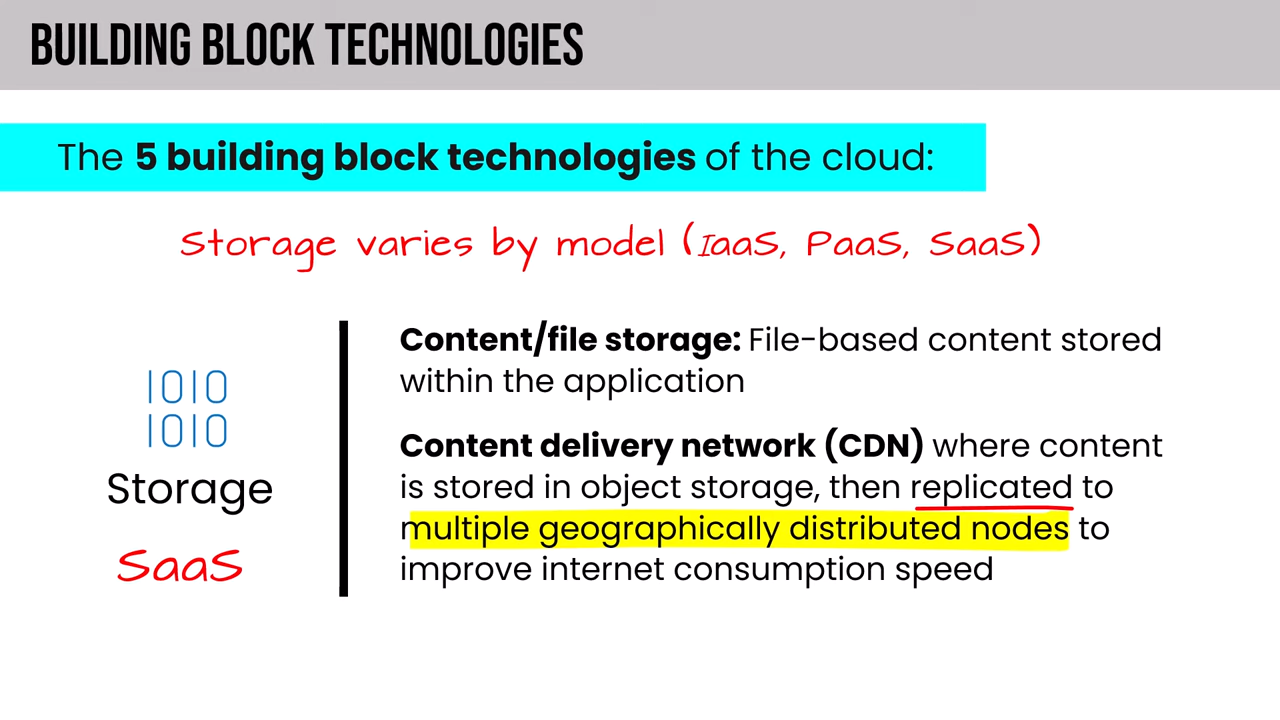 BUILDING BLOCK TECHNOLOGIES
The 5 building block technologies of the cloud:
Storage varies by model (IaaS, PaaS, SaaS)
1010
1010
Storage
SaaS
Content/file storage: File-based content stored
within the application
Content delivery network (CDN) where content
is stored in object storage, then replicated to
multiple geographically distributed nodes to
improve internet consumption speed